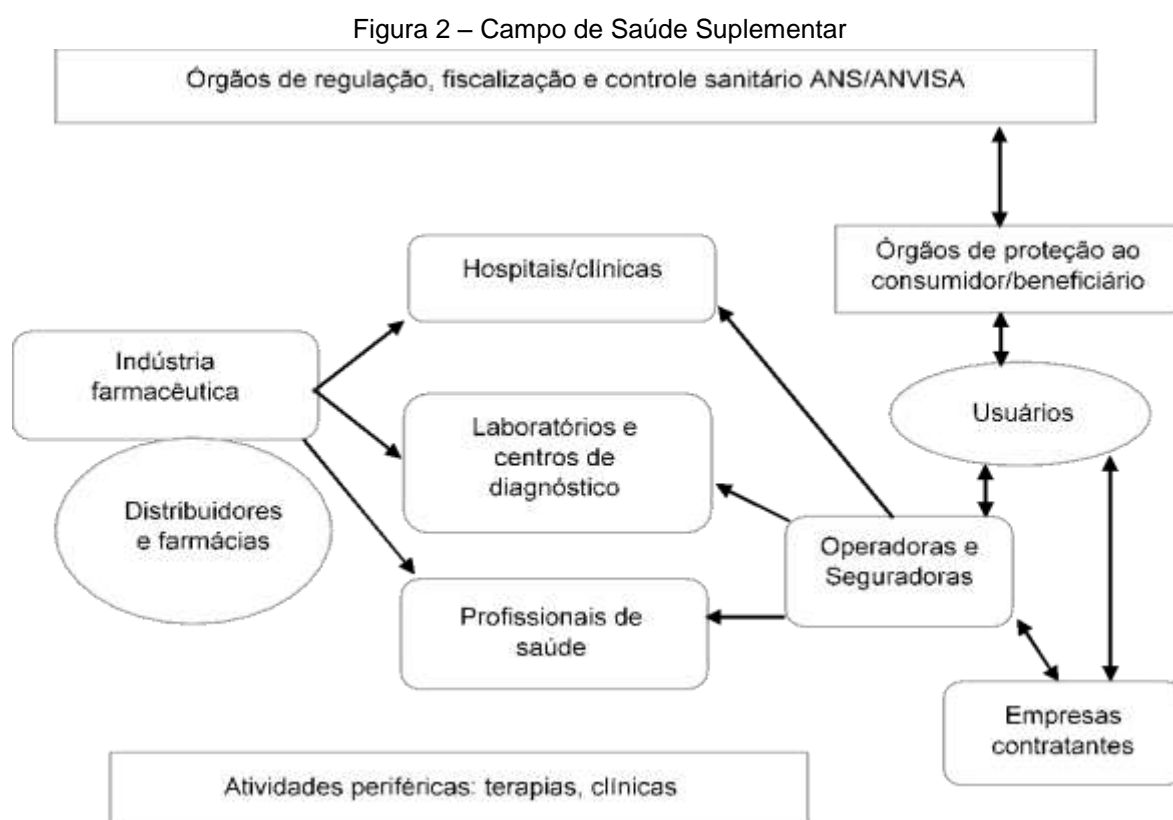 Figura 2 – Campo de Saúde Suplementar
Órgãos de regulação, fiscalização e controle sanitário ANS/ANVISA
Órgãos de proteção ao
consumidor/beneficiário
Hospitais/clínicas
Indústria
farmacêutica
Usuários
Laboratórios e
centros de
diagnóstico
Distribuidores
e farmácias
Operadoras e
Seguradoras
Profissionais de
saúde
Empresas
contratantes
Atividades periféricas: terapias, clínicas